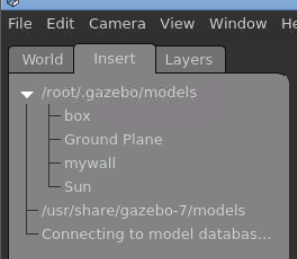 File Edit Camera View Window He
World Insert Layers
/root/.gazebo/models
box
Ground Plane
mywall
Sun
/usr/share/gazebo-7/models
Connecting to model databas...